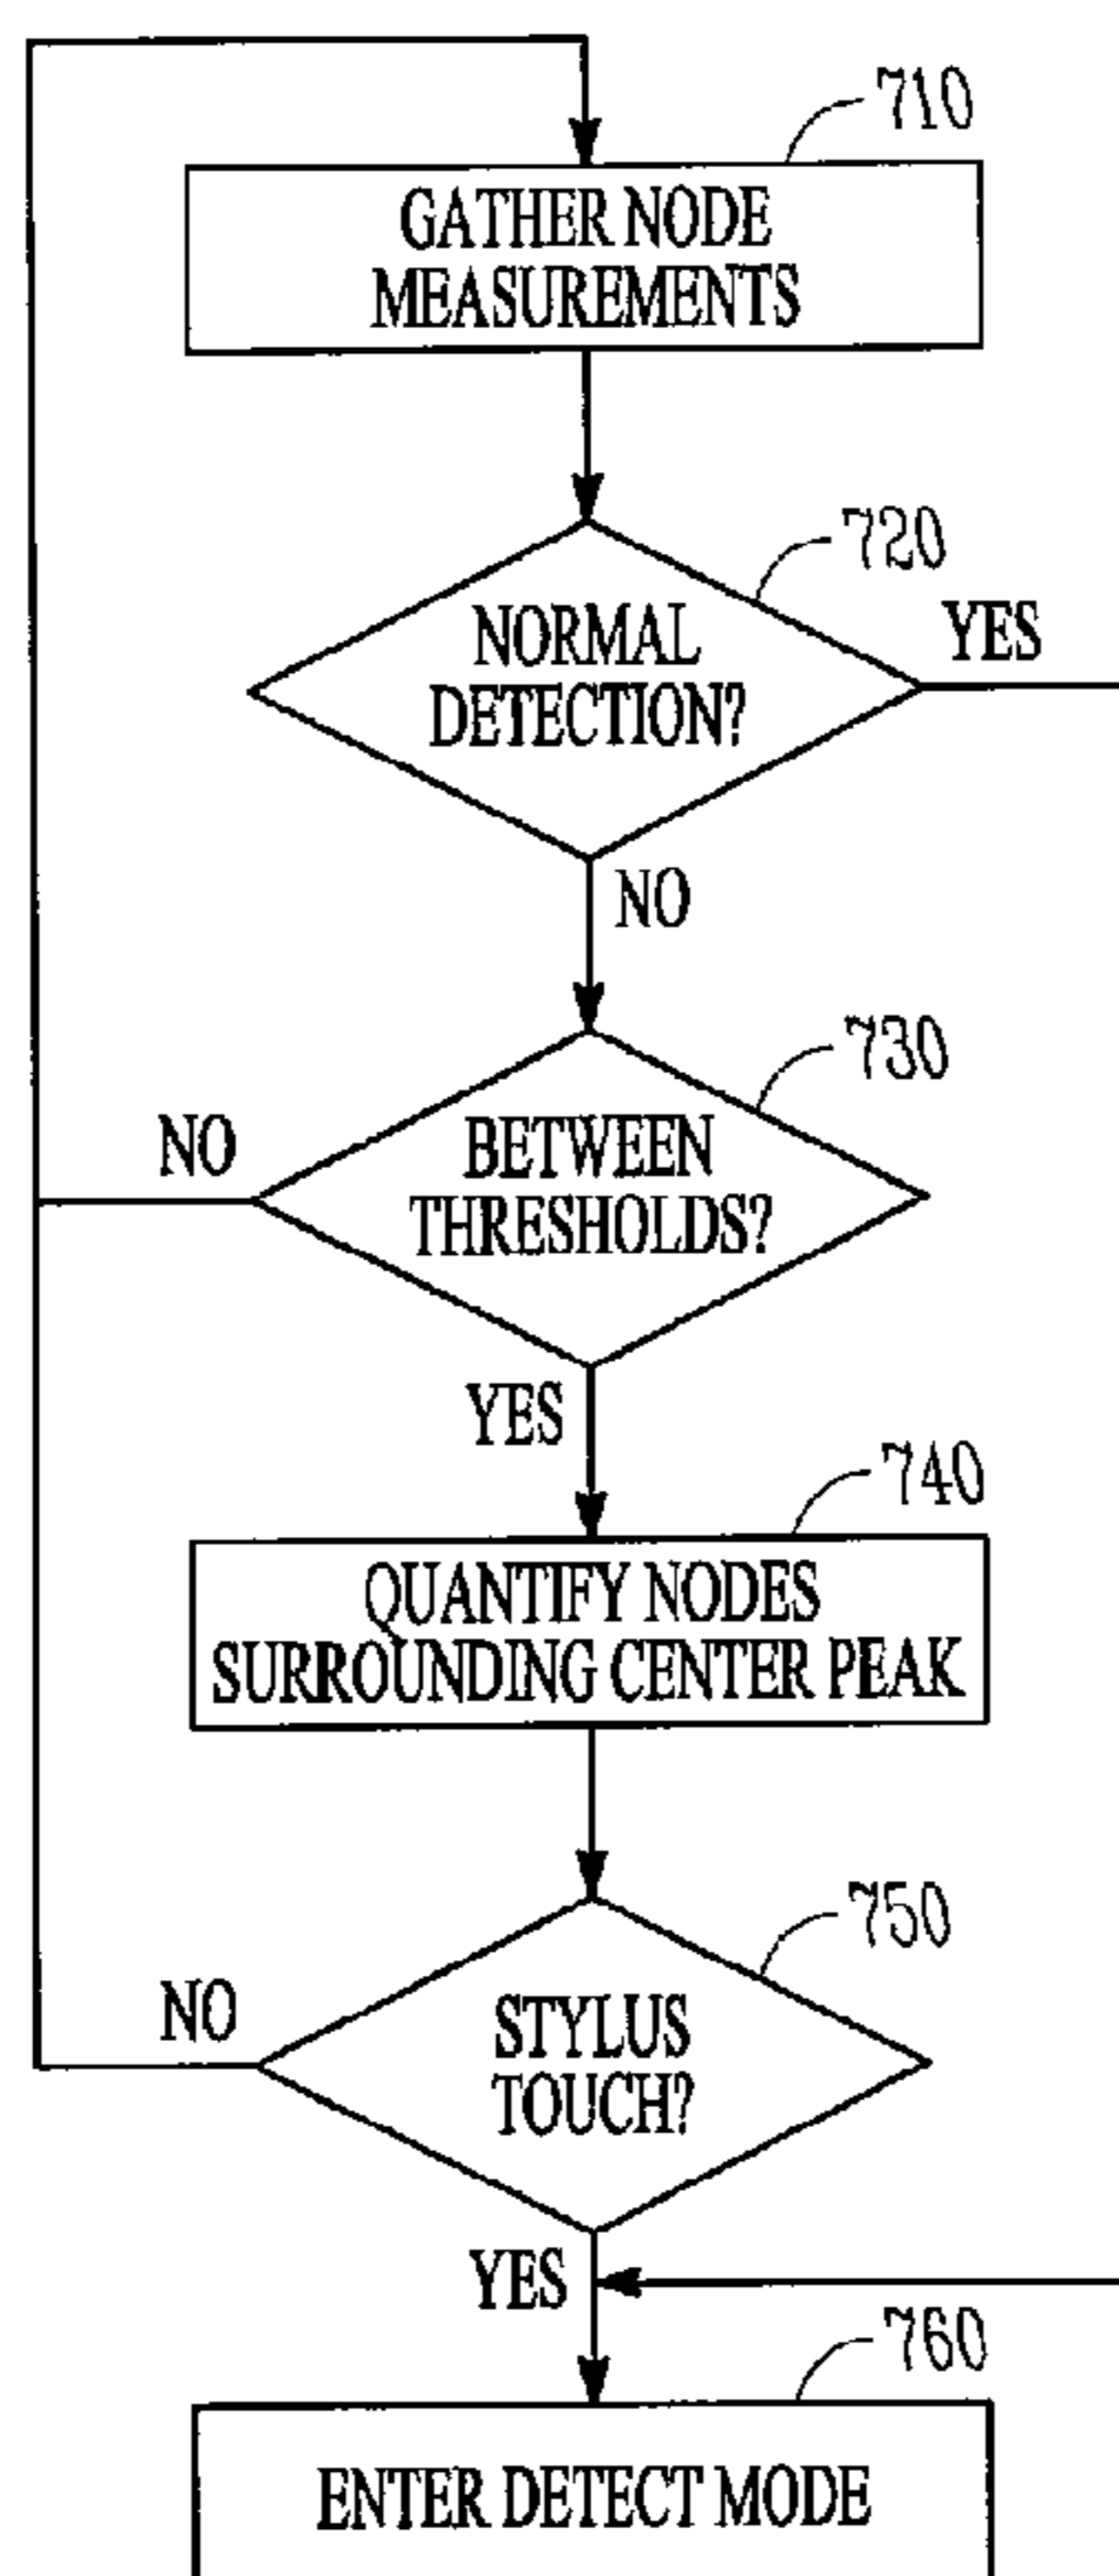 710
GATHER NODE
MEASUREMENTS
720
NORMAL
DETECTION?
YES
NO
730
BETWEEN
THRESHOLDS?
NO
YES
740
QUANTIFY NODES
SURROUNDING CENTER PEAK
750
STYLUS
TOUCH?
NO
YES
760
ENTER DETECT MODE